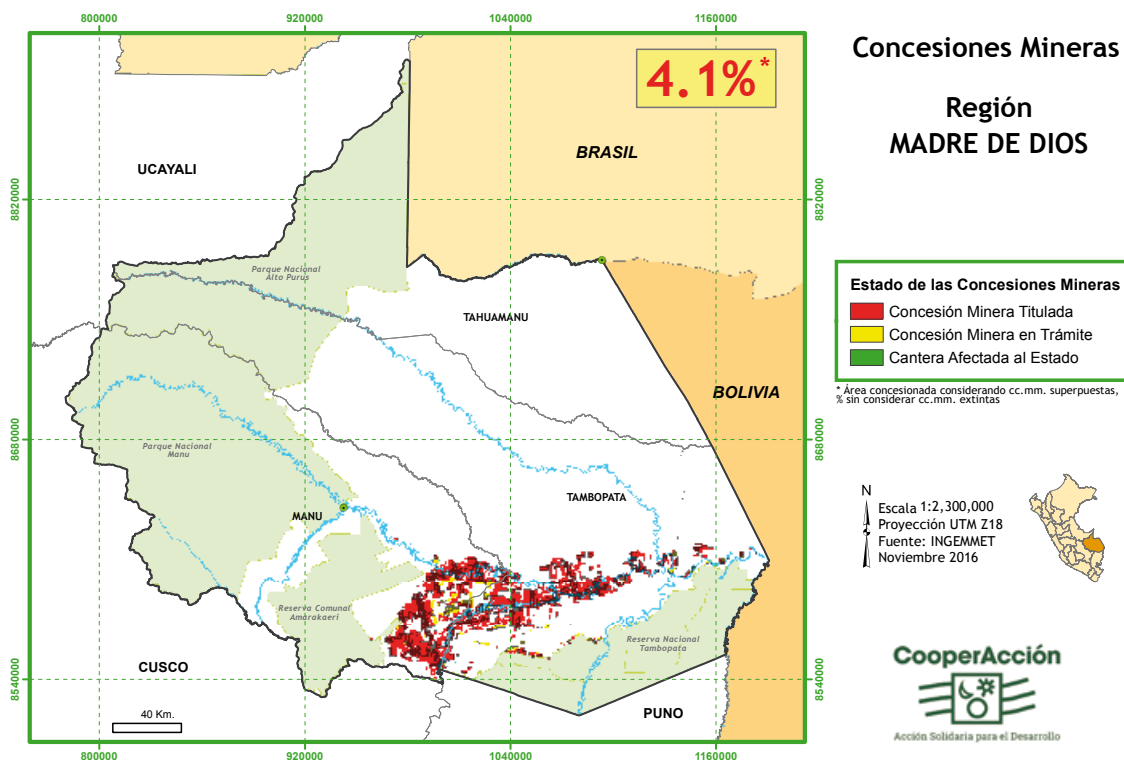 800000
920000
1040000
1160000
4.1%*
Concesiones Mineras
Región
MADRE DE DIOS
BRASIL
UCAYALI
8820000
8820000
Parque Nacional
Alto Purus
TAHUAMANU
Estado de las Concesiones Mineras
Concesión Minera Titulada
Concesión Minera en Trámite
Cantera Afectada al Estado
* Área concesionada considerando cc.mm. superpuestas,
% sin considerar cc.mm. extintas
BOLIVIA
8680000
8680000
Parque Nacional
Manu
TAMBOPATA
MANU
N
Escala 1:2,300,000
Proyección UTM Z18
Fuente: INGEMMET
Noviembre 2016
Reserva Comunal
Amarakaeri
Reserva Nacional
Tambopata
CUSCO
8540000
8540000
PUNO
40 Km.
CooperAcción
Acción Solidaria para el Desarrollo
800000
920000
1040000
1160000